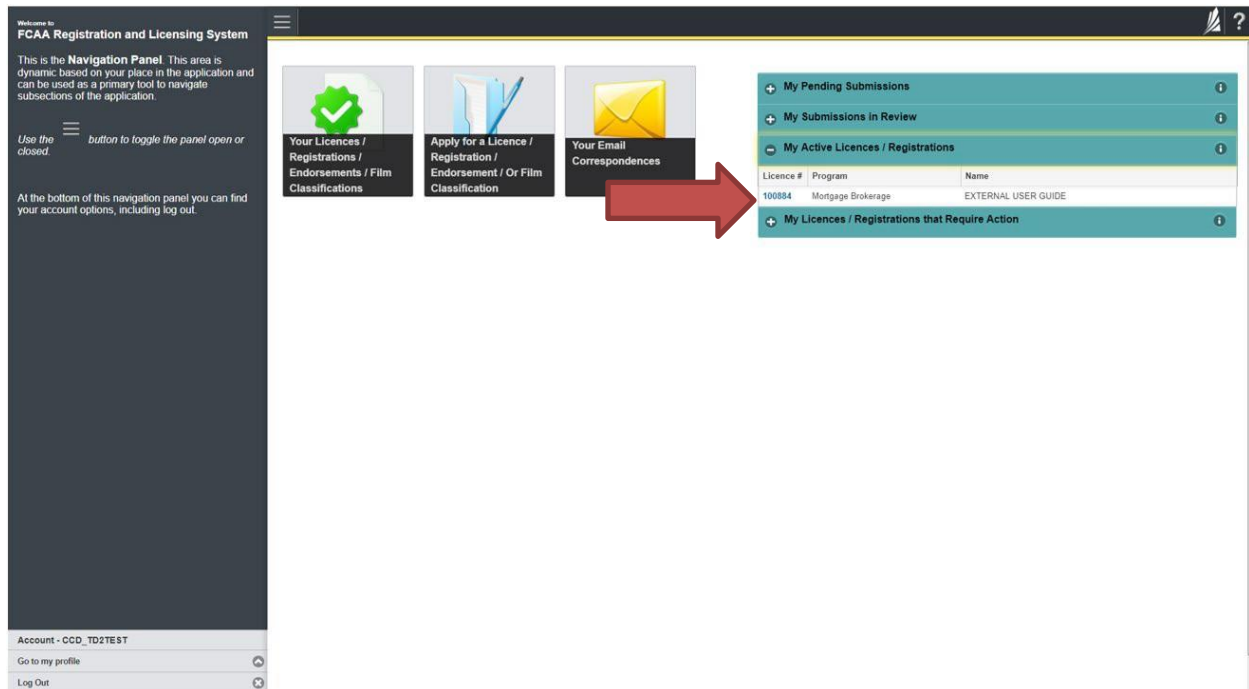 Welcome to
FCAA Registration and Licensing System
This is the Navigation Panel. This area is
dynamic based on your place in the application and
can be used as a primary tool to navigate
subsections of the application.
Use the button to toggle the panel open or
closed.
At the bottom of this navigation panel you can find
your account options, including log out.
?
Your Licences /
Registrations /
Endorsements / Film
Classifications
Apply for a Licence /
Registration /
Endorsement / Or Film
Classification
Your Email
Correspondences
My Pending Submissions
My Submissions in Review
My Active Licences / Registrations
Licence # Program Name
100884 Mortgage Brokerage EXTERNAL USER GUIDE
My Licences / Registrations that Require Action
Account - CCD_TD2TEST
Go to my profile
Log Out